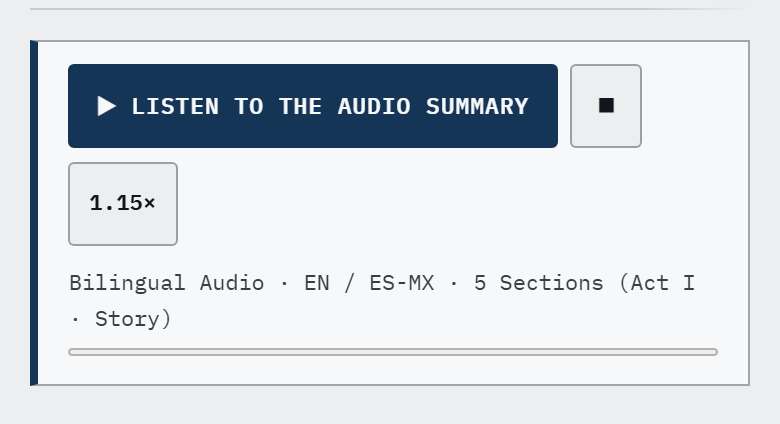 ▶ LISTEN TO THE AUDIO SUMMARY ■
1.15×
Bilingual Audio · EN / ES-MX · 5 Sections (Act I
· Story)